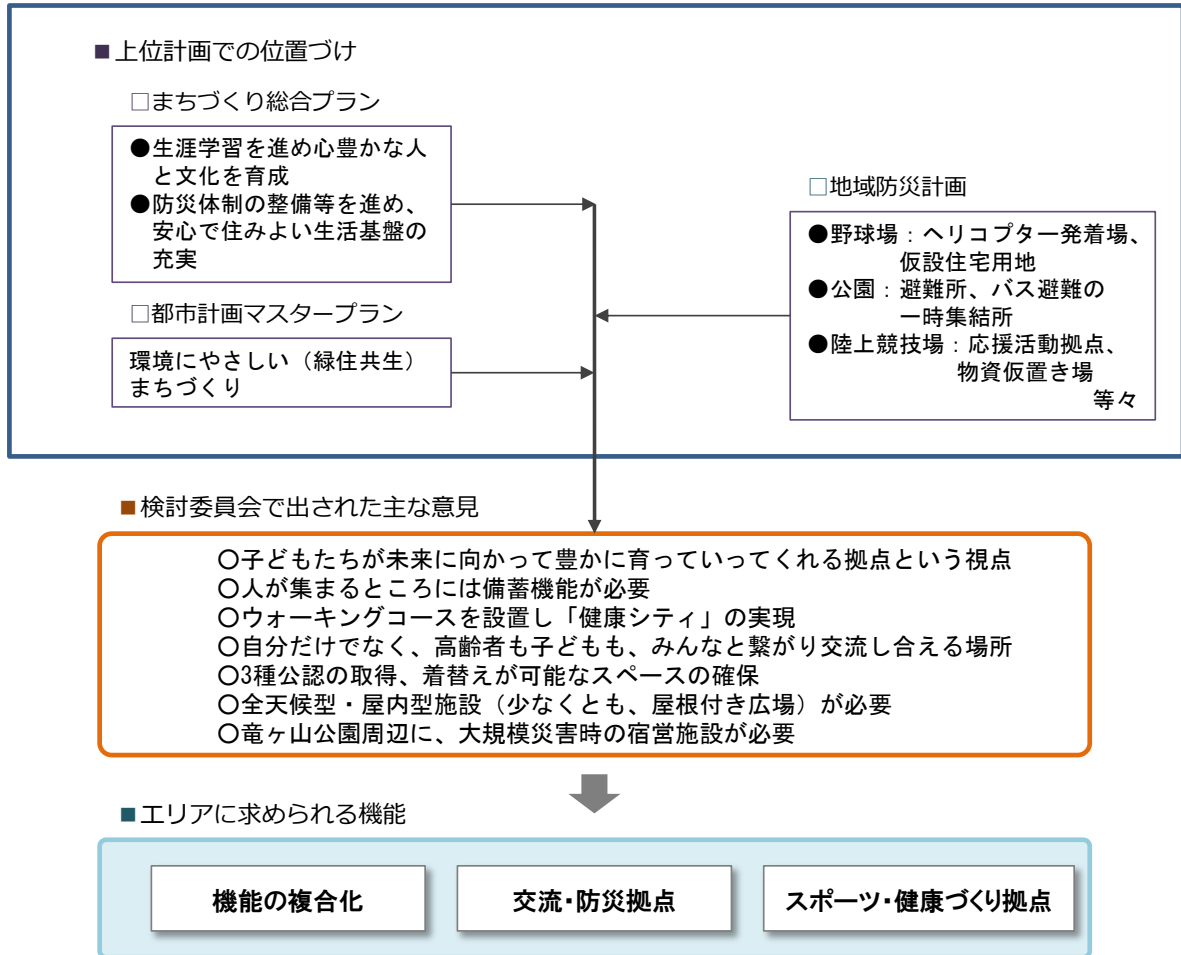 ■上位計画での位置づけ
□まちづくり総合プラン
●生涯学習を進め心豊かな人
と文化を育成
●防災体制の整備等を進め、
安心で住みよい生活基盤の
充実
□都市計画マスタープラン
環境にやさしい（緑住共生）
まちづくり
□地域防災計画
●野球場：ヘリコプター発着場、
仮設住宅用地
●公園：避難所、バス避難の
一時集結所
●陸上競技場：応援活動拠点、
物資仮置き場
等々
■検討委員会で出された主な意見
〇子どもたちが未来に向かって豊かに育っていってくれる拠点という視点
〇人が集まるところには備蓄機能が必要
〇ウォーキングコースを設置し「健康シティ」の実現
〇自分だけでなく、高齢者も子どもも、みんなと繋がり交流し合える場所
〇3種公認の取得、着替えが可能なスペースの確保
〇全天候型・屋内型施設（少なくとも、屋根付き広場）が必要
〇竜ヶ山公園周辺に、大規模災害時の宿営施設が必要
■エリアに求められる機能
機能の複合化
交流・防災拠点
スポーツ・健康づくり拠点